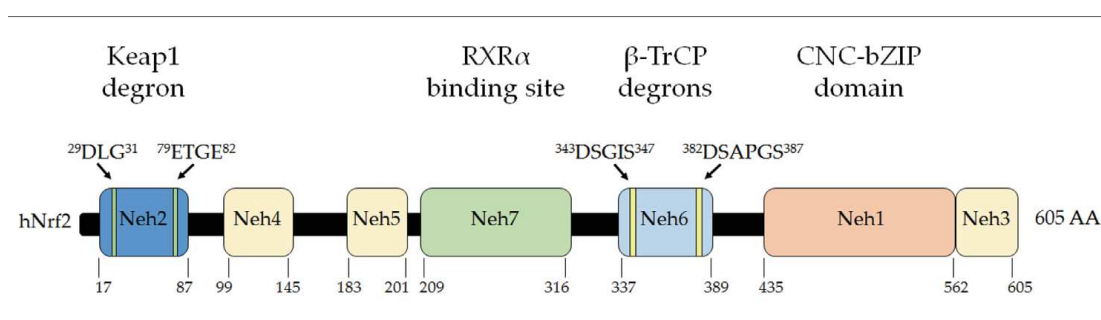 Keap1 degron
RXRα binding site
β-TrCP degrons
CNC-bZIP domain
²⁹DLG³¹ ⁷⁹ETGE⁸² ³⁴³DSGIS³⁴⁷ ³⁸²DSAPGS³⁸⁷
hNrf2 Neh2 Neh4 Neh5 Neh7 Neh6 Neh1 Neh3 605 AA
17 87 99 145 183 201 209 316 337 389 435 562 605